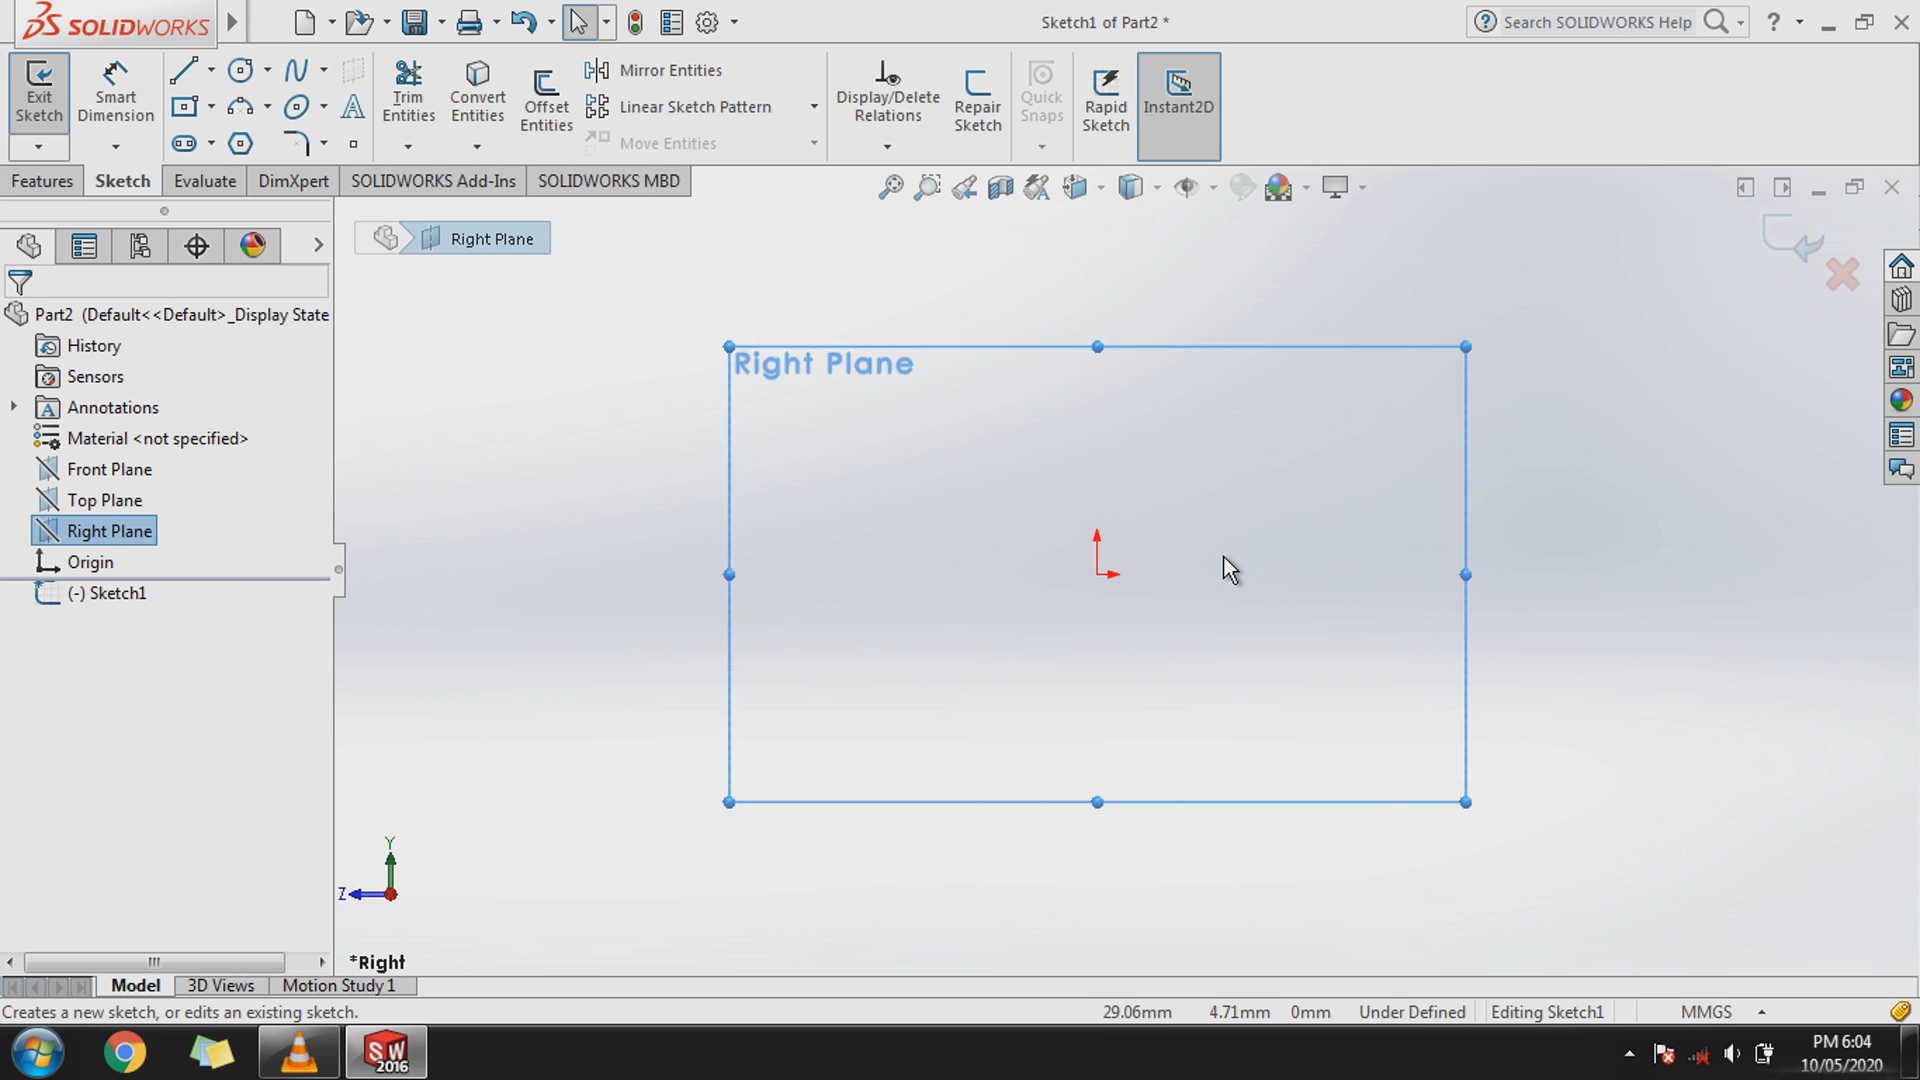 SOLIDWORKS
Sketch1 of Part2 *
Search SOLIDWORKS Help
?
Exit Sketch
Smart Dimension
Trim Entities
Convert Entities
Offset Entities
Mirror Entities
Linear Sketch Pattern
Move Entities
Display/Delete Relations
Repair Sketch
Quick Snaps
Rapid Sketch
Instant2D
Features
Sketch
Evaluate
DimXpert
SOLIDWORKS Add-Ins
SOLIDWORKS MBD
Right Plane
Part2 (Default<<Default>_Display State
History
Sensors
Annotations
Material <not specified>
Front Plane
Top Plane
Right Plane
Origin
(-) Sketch1
Right Plane
Y
Z
*Right
Model
3D Views
Motion Study 1
Creates a new sketch, or edits an existing sketch.
29.06mm
4.71mm
0mm
Under Defined
Editing Sketch1
MMGS
SW 2016
PM 6:04
10/05/2020